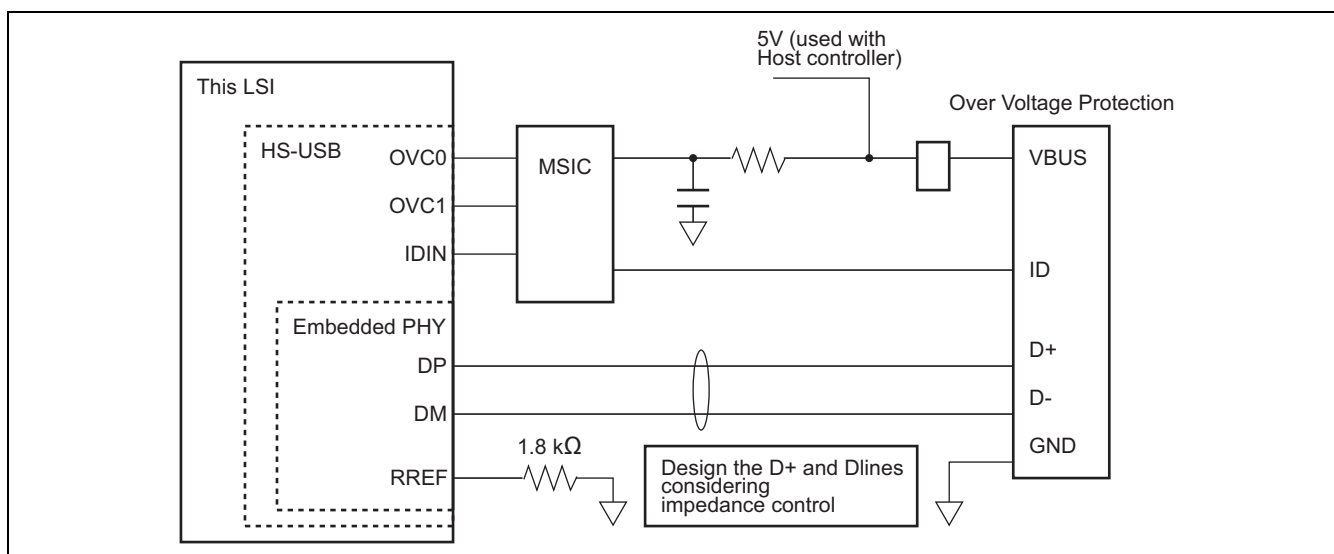 5V (used with
Host controller)
Over Voltage Protection
This LSI
HS-USB
OVC0
OVC1
IDIN
MSIC
VBUS
ID
Embedded PHY
DP
DM
RREF
1.8 kΩ
D+
D-
GND
Design the D+ and Dlines
considering
impedance control